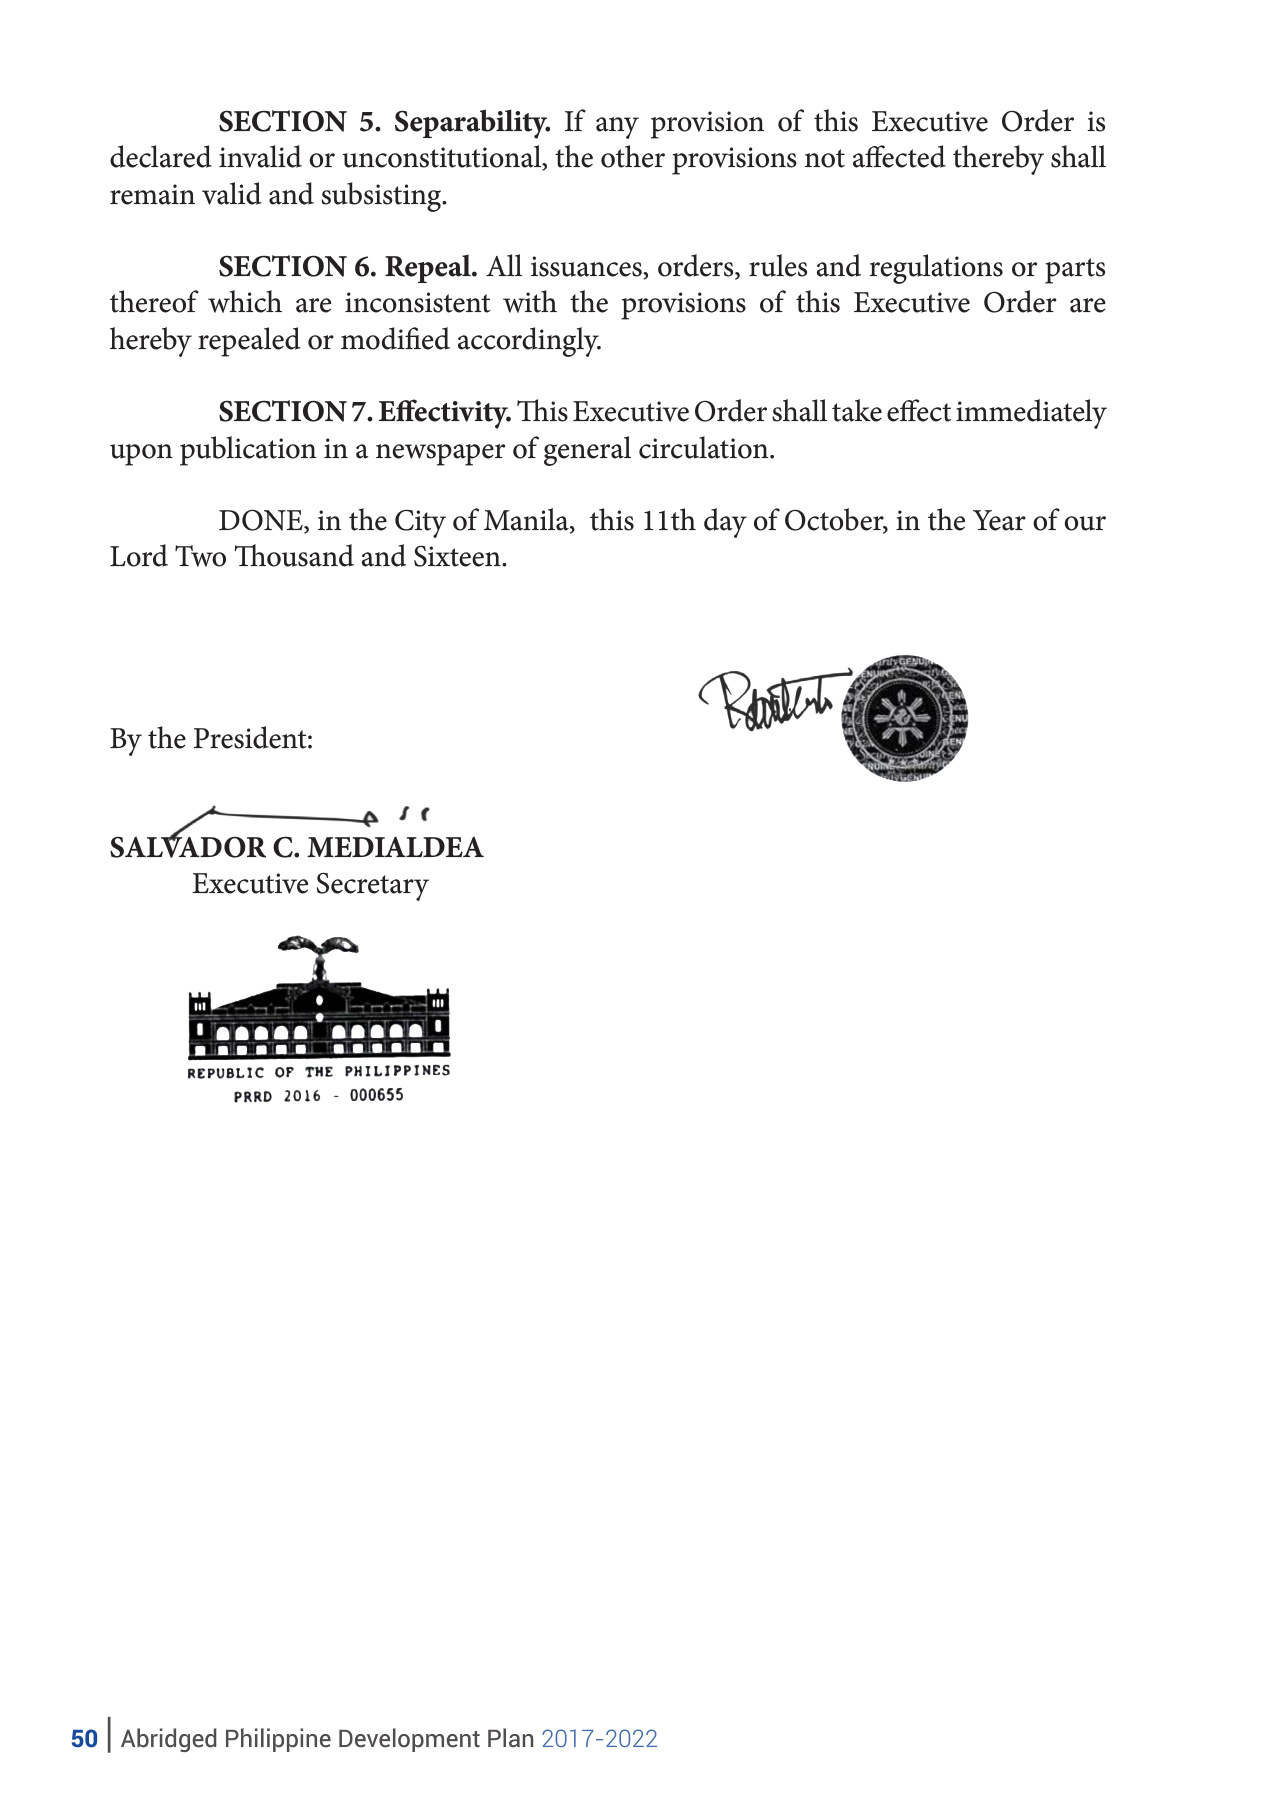 SECTION 5. Separability. If any provision of this Executive Order is
declared invalid or unconstitutional, the other provisions not affected thereby shall
remain valid and subsisting.
SECTION 6. Repeal. All issuances, orders, rules and regulations or parts
thereof which are inconsistent with the provisions of this Executive Order are
hereby repealed or modified accordingly.
SECTION 7. Effectivity. This Executive Order shall take effect immediately
upon publication in a newspaper of general circulation.
DONE, in the City of Manila, this 11th day of October, in the Year of our
Lord Two Thousand and Sixteen.
By the President:
SALVADOR C. MEDIALDEA
Executive Secretary
REPUBLIC OF THE PHILIPPINES
PRRD 2016 - 000655
50 | Abridged Philippine Development Plan 2017-2022